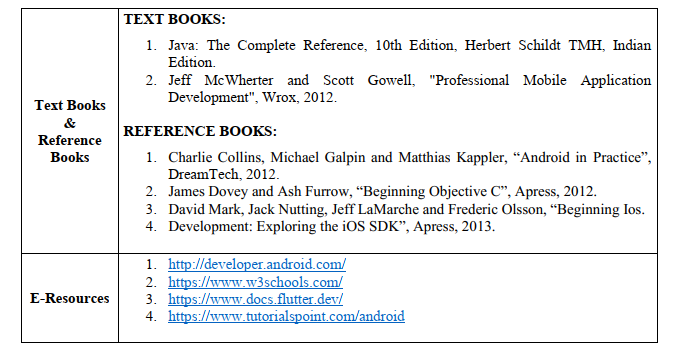 TEXT BOOKS:
1. Java: The Complete Reference, 10th Edition, Herbert Schildt TMH, Indian
Edition.
2. Jeff McWherter and Scott Gowell, "Professional Mobile Application
Development", Wrox, 2012.
Text Books
&
Reference
Books
REFERENCE BOOKS:
1. Charlie Collins, Michael Galpin and Matthias Kappler, “Android in Practice”,
DreamTech, 2012.
2. James Dovey and Ash Furrow, “Beginning Objective C”, Apress, 2012.
3. David Mark, Jack Nutting, Jeff LaMarche and Frederic Olsson, “Beginning Ios.
4. Development: Exploring the iOS SDK”, Apress, 2013.
E-Resources
1. http://developer.android.com/
2. https://www.w3schools.com/
3. https://www.docs.flutter.dev/
4. https://www.tutorialspoint.com/android